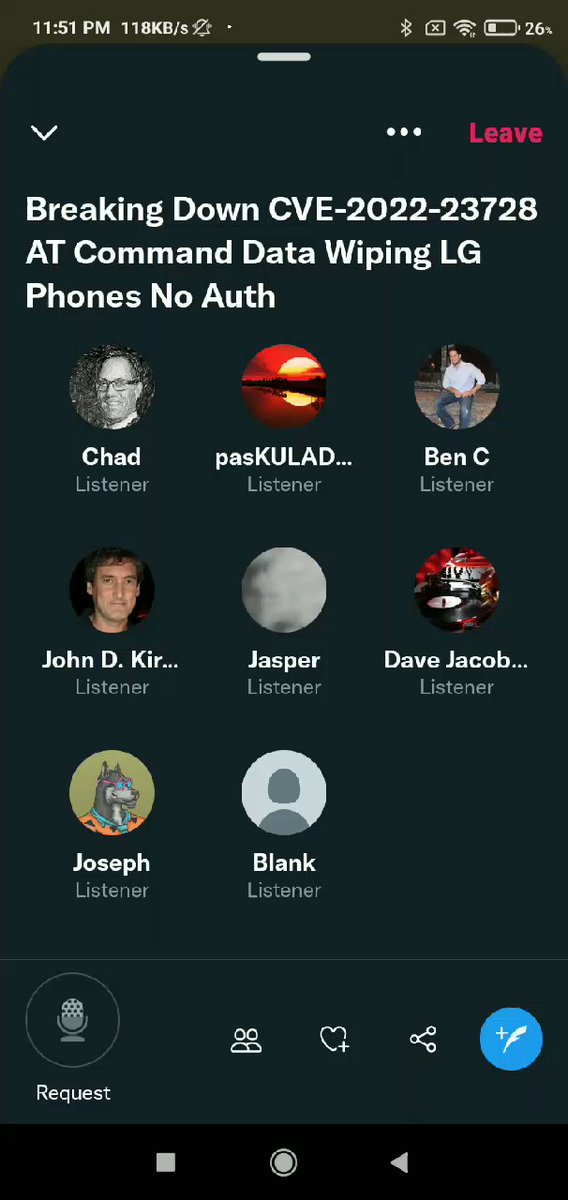 11:51 PM 118KB/s
26%
Leave
Breaking Down CVE-2022-23728
AT Command Data Wiping LG
Phones No Auth
Chad
pasKULAD...
Ben C
Listener
Listener
Listener
John D. Kir...
Jasper
Dave Jacob...
Listener
Listener
Listener
Joseph
Blank
Listener
Listener
Request